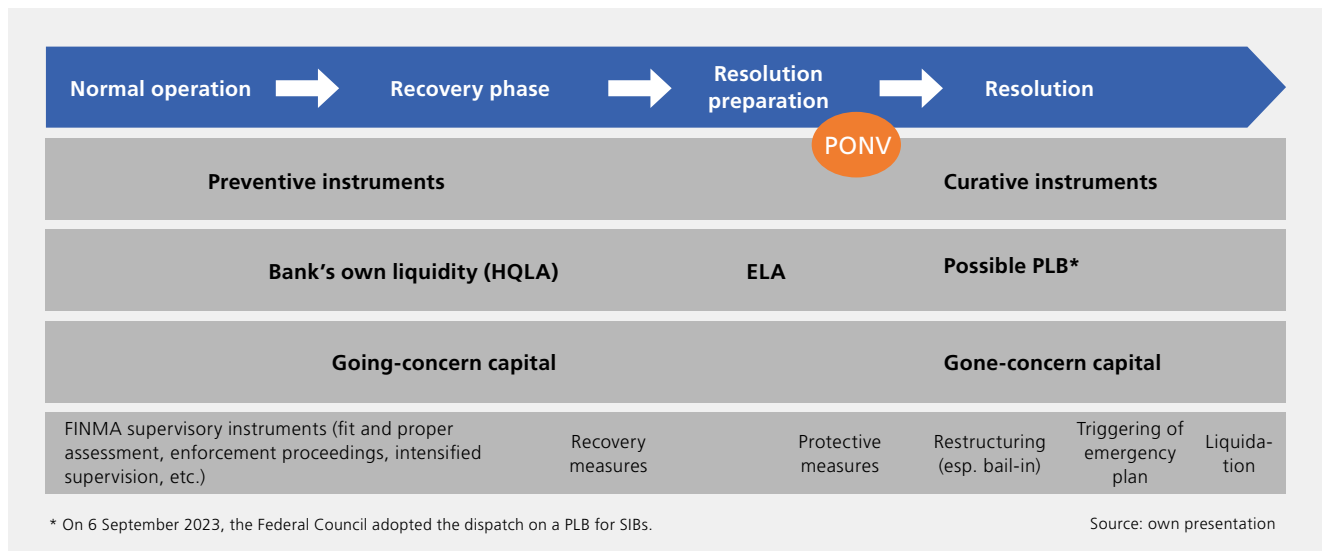 Normal operation
Recovery phase
Resolution
preparation
Resolution
PONV
Preventive instruments
Curative instruments
Bank's own liquidity (HQLA)
ELA
Possible PLB*
Going-concern capital
Gone-concern capital
FINMA supervisory instruments (fit and proper
assessment, enforcement proceedings, intensified
supervision, etc.)
Recovery
measures
Protective
measures
Restructuring
(esp. bail-in)
Triggering of
emergency
plan
Liquida-
tion
* On 6 September 2023, the Federal Council adopted the dispatch on a PLB for SIBs.
Source: own presentation